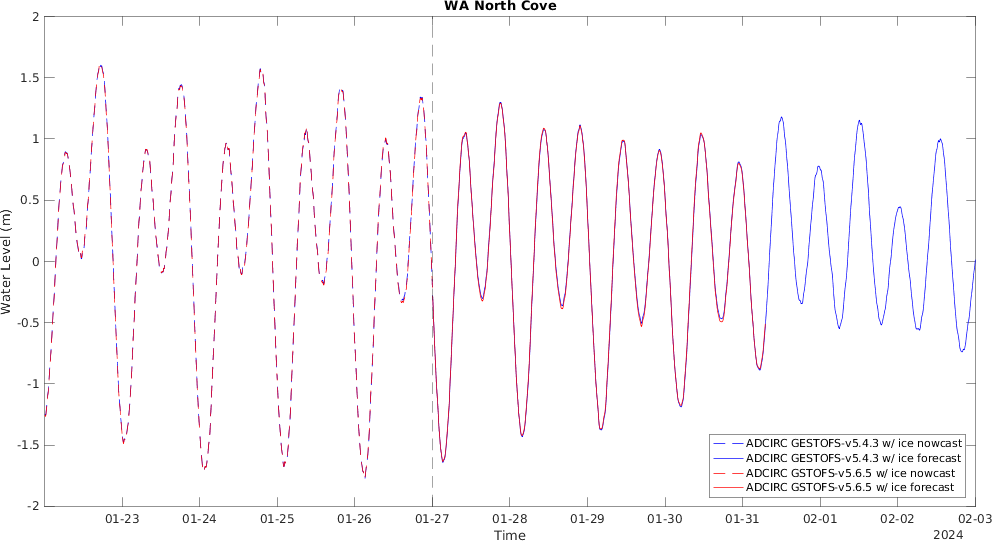 WA North Cove
2
1.5
1
0.5
0
-0.5
-1
-1.5
-2
Water Level (m)
01-23 01-24 01-25 01-26 01-27 01-28 01-29 01-30 01-31 02-01 02-02 02-03
Time
2024
ADCIRC GESTOFS-v5.4.3 w/ ice nowcast
ADCIRC GESTOFS-v5.4.3 w/ ice forecast
ADCIRC GSTOFS-v5.6.5 w/ ice nowcast
ADCIRC GSTOFS-v5.6.5 w/ ice forecast